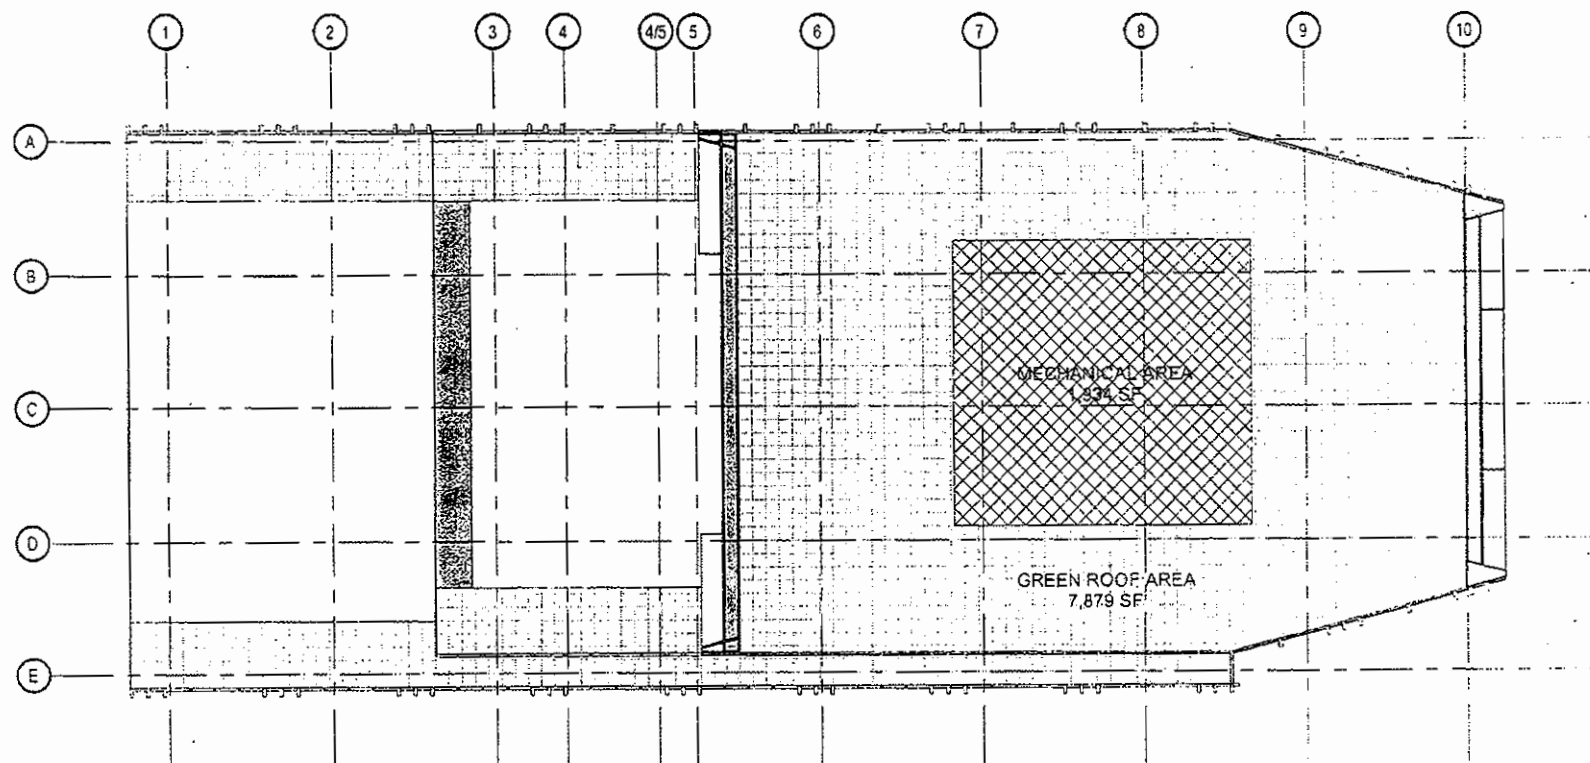 1 2 3 4 4/5 5 6 7 8 9 10
A
B
MECHANICAL AREA
1,934 SF
C
D
GREEN ROOF AREA
7,879 SF
E